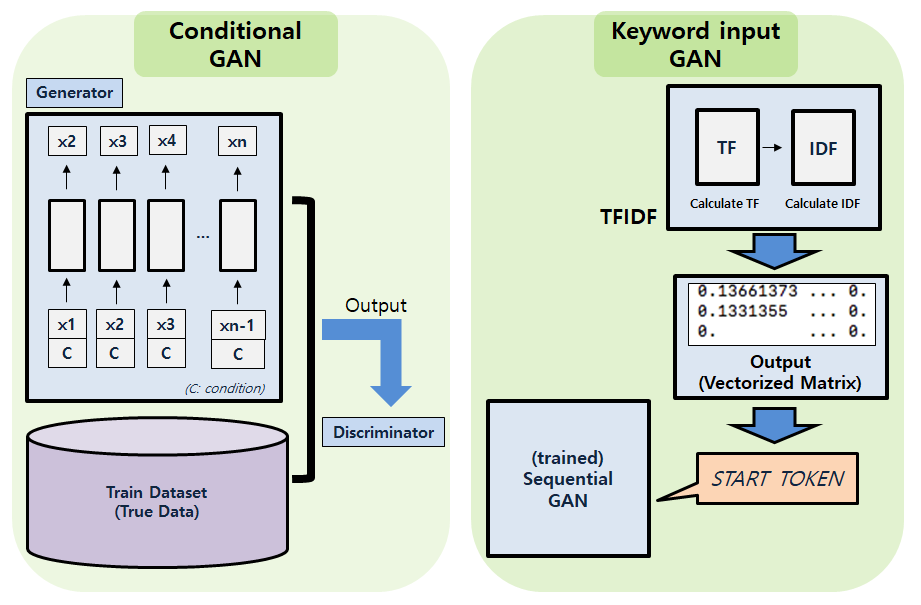 Conditional
GAN
Generator
x2 x3 x4 xn
...
x1 x2 x3 xn-1
C C C C
(C: condition)
Output
Discriminator
Train Dataset
(True Data)
Keyword input
GAN
TF IDF
Calculate TF Calculate IDF
TFIDF
0.13661373 ... 0.
0.1331355 ... 0.
0. ... 0.
Output
(Vectorized Matrix)
(trained)
Sequential
GAN
START TOKEN